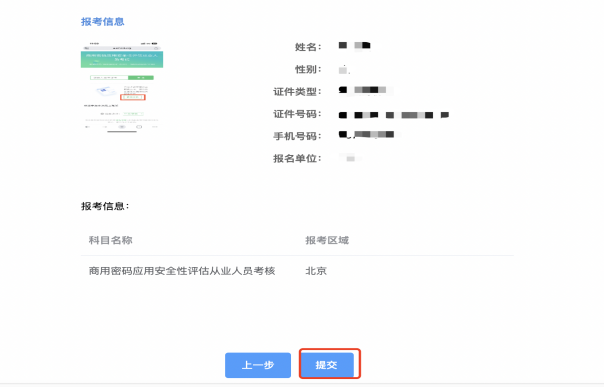 报考信息
姓名：
性别：
证件类型：
证件号码：
手机号码：
报名单位：
报考信息：
科目名称 报考区域
商用密码应用安全性评估从业人员考核 北京
上一步 提交